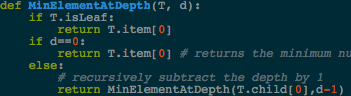 def MinElementAtDepth(T, d):
if T.isLeaf:
return T.item[0]
if d==0:
return T.item[0] # returns the minimum nu
else:
# recursively subtract the depth by 1
return MinElementAtDepth(T.child[0],d-1)